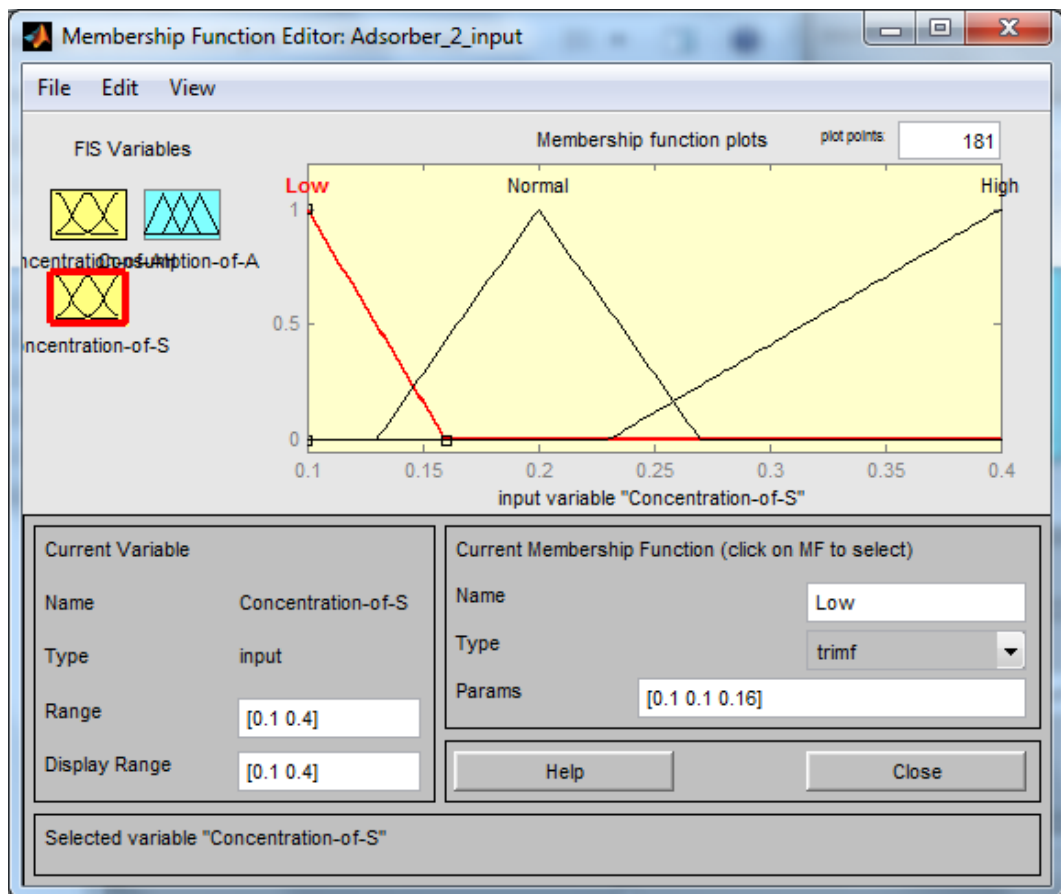 Membership Function Editor: Adsorber_2_input
File Edit View
FIS Variables
Membership function plots
plot points:
181
Consumption-of-A
oncentration-of-S
Low
Normal
High
1
0.5
0
0.1 0.15 0.2 0.25 0.3 0.35 0.4
input variable "Concentration-of-S"
Current Variable
Name Concentration-of-S
Type input
Range [0.1 0.4]
Display Range [0.1 0.4]
Current Membership Function (click on MF to select)
Name Low
Type trimf
Params [0.1 0.1 0.16]
Help Close
Selected variable "Concentration-of-S"